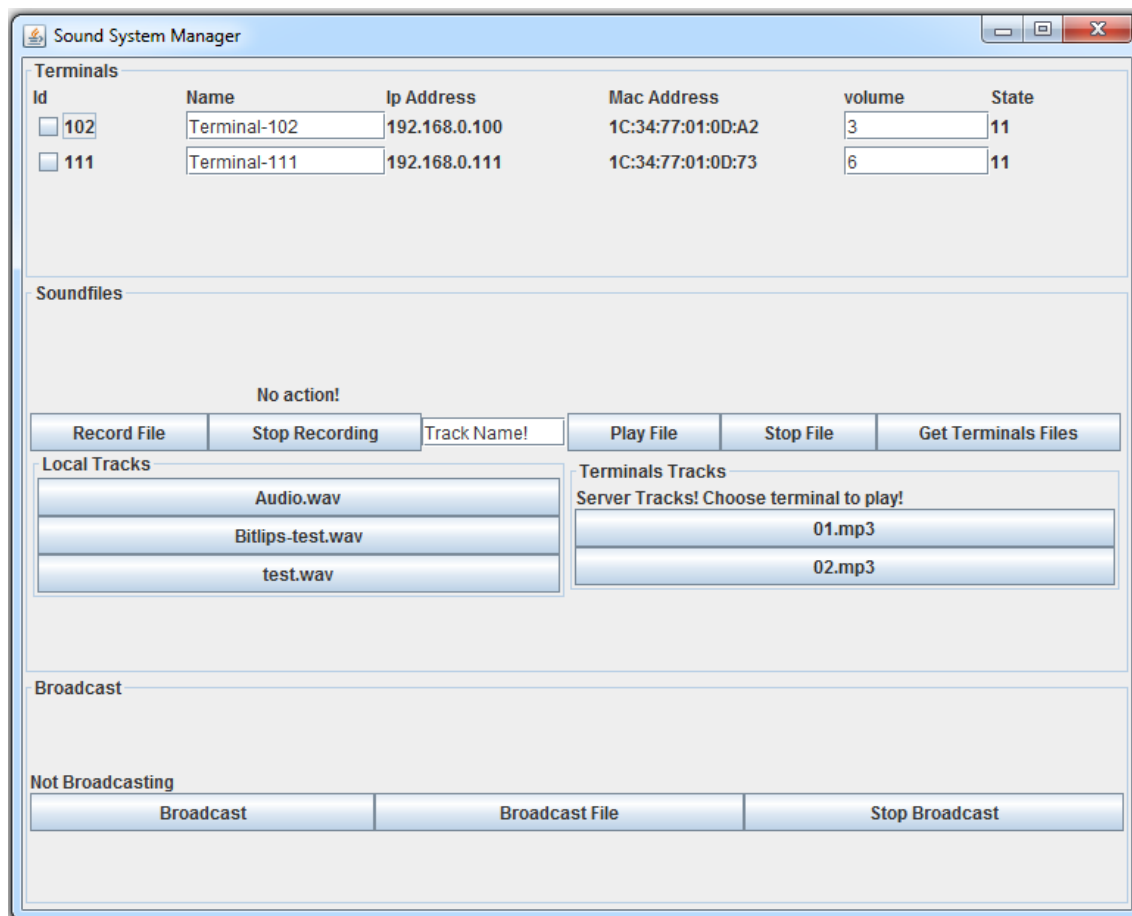 Sound System Manager
Terminals
Id Name Ip Address Mac Address volume State
102 Terminal-102 192.168.0.100 1C:34:77:01:0D:A2 3 11
111 Terminal-111 192.168.0.111 1C:34:77:01:0D:73 6 11
Soundfiles
No action!
Record File Stop Recording Track Name! Play File Stop File Get Terminals Files
Local Tracks
Audio.wav
Bitlips-test.wav
test.wav
Terminals Tracks
Server Tracks! Choose terminal to play!
01.mp3
02.mp3
Broadcast
Not Broadcasting
Broadcast Broadcast File Stop Broadcast